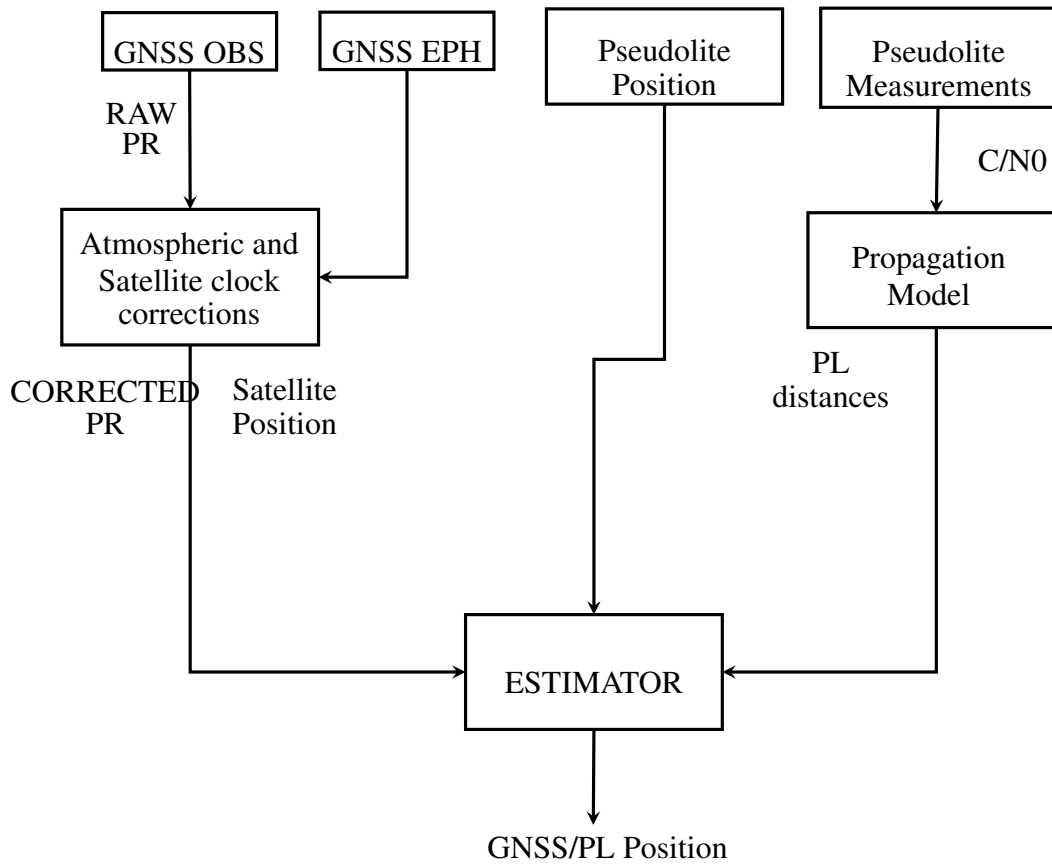 GNSS OBS
GNSS EPH
Pseudolite
Position
Pseudolite
Measurements
RAW
PR
C/N0
Atmospheric and
Satellite clock
corrections
Propagation
Model
CORRECTED
PR
Satellite
Position
PL
distances
ESTIMATOR
GNSS/PL Position